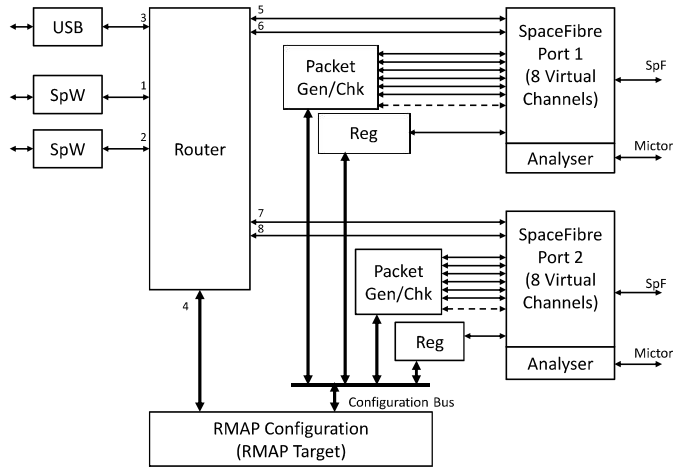 USB
3
5
6
SpaceFibre
Port 1
(8 Virtual
Channels)
SpF
Packet
Gen/Chk
SpW
1
Reg
SpW
2
Router
Analyser
Mictor
7
8
SpaceFibre
Port 2
(8 Virtual
Channels)
SpF
Packet
Gen/Chk
4
Reg
Analyser
Mictor
Configuration Bus
RMAP Configuration
(RMAP Target)